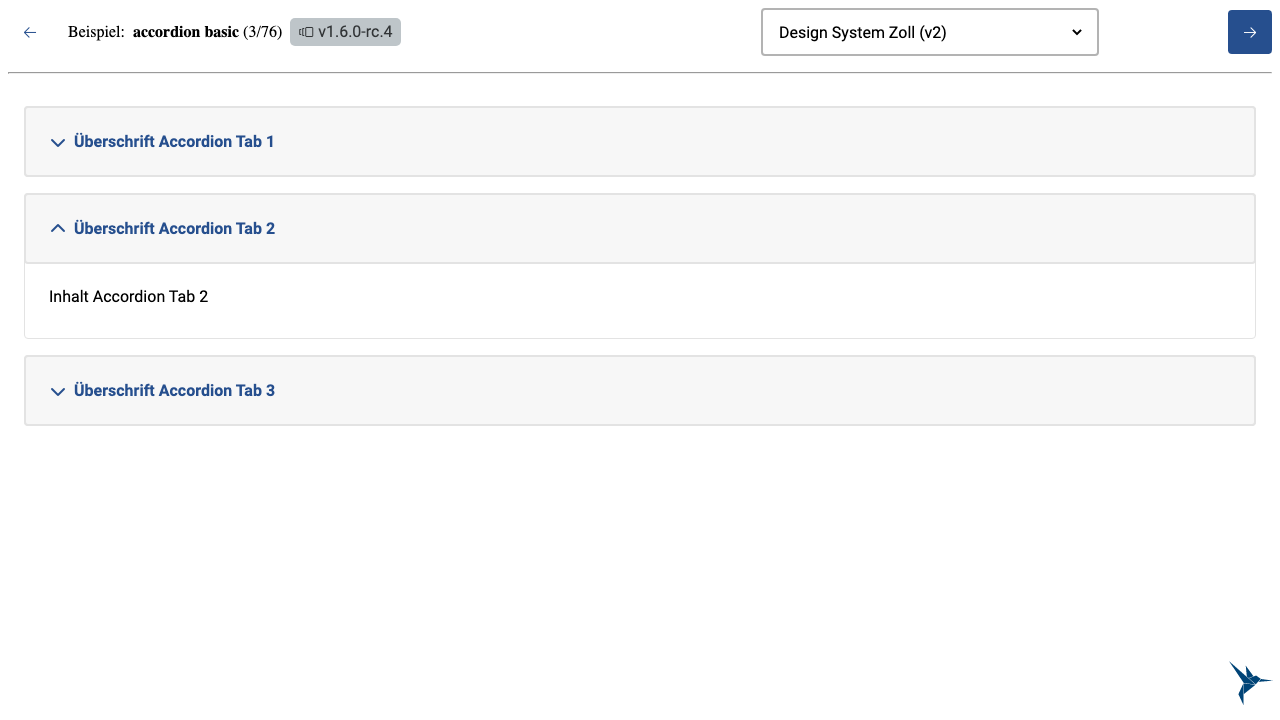 Beispiel: accordion basic (3/76) v1.6.0-rc.4 Design System Zoll (v2)
Überschrift Accordion Tab 1
Überschrift Accordion Tab 2
Inhalt Accordion Tab 2
Überschrift Accordion Tab 3